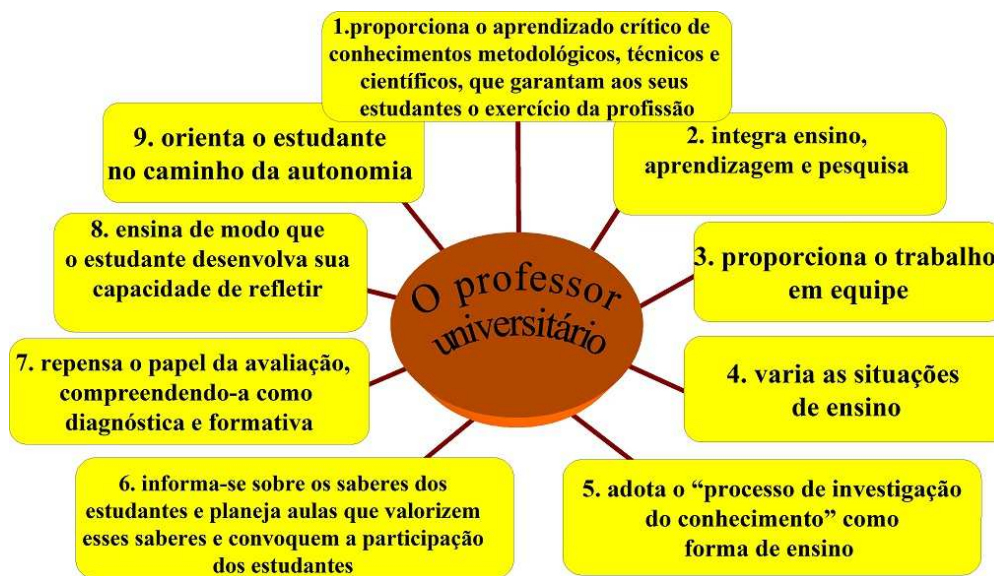 1.proporciona o aprendizado crítico de
conhecimentos metodológicos, técnicos e
científicos, que garantam aos seus
estudantes o exercício da profissão
2. integra ensino,
aprendizagem e pesquisa
3. proporciona o trabalho
em equipe
4. varia as situações
de ensino
5. adota o “processo de investigação
do conhecimento” como
forma de ensino
6. informa-se sobre os saberes dos
estudantes e planeja aulas que valorizem
esses saberes e convoquem a participação
dos estudantes
7. repensa o papel da avaliação,
compreendendo-a como
diagnóstica e formativa
8. ensina de modo que
o estudante desenvolva sua
capacidade de refletir
9. orienta o estudante
no caminho da autonomia
O professor
universitário